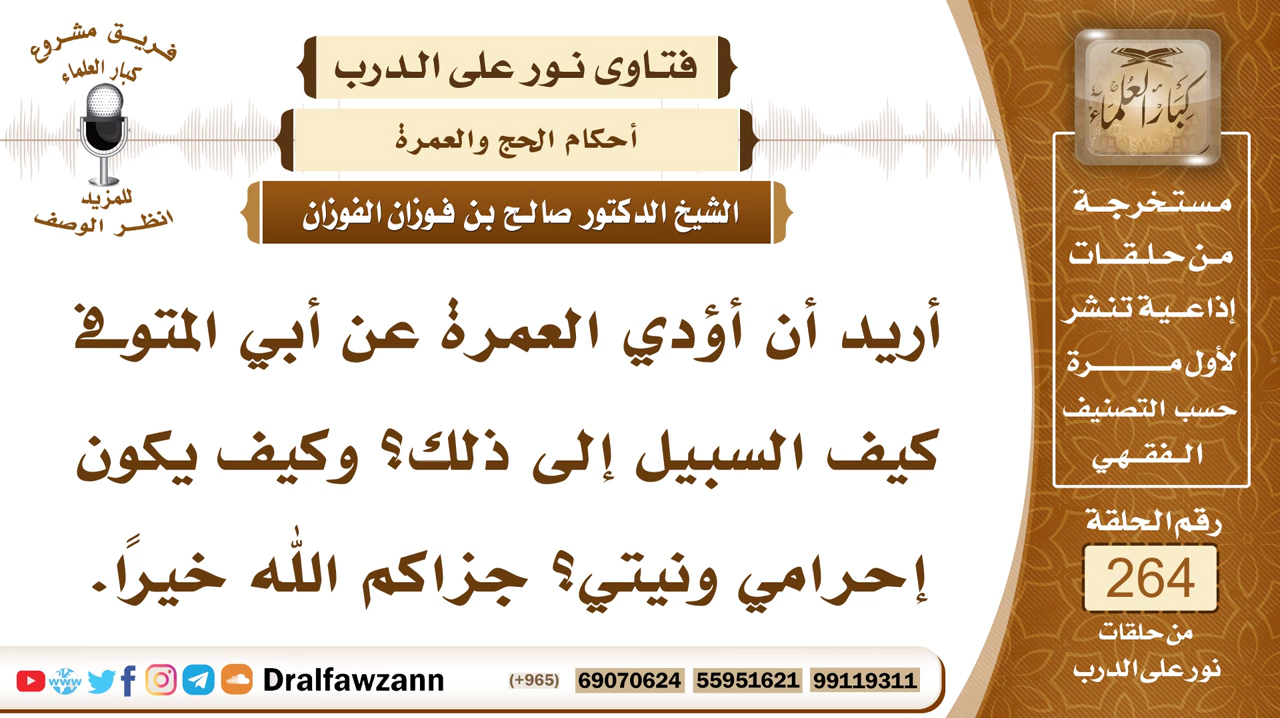 فريق مشروع
كبار العلماء
للمزيد
انظر الوصف
فتاوى نور على الدرب
أحكام الحج والعمرة
الشيخ الدكتور صالح بن فوزان الفوزان
أريد أن أؤدي العمرة عن أبي المتوفى
كيف السبيل إلى ذلك؟ وكيف يكون
إحرامي ونيتي؟ جزاكم الله خيرًا.
كبار العلماء
مستخرجة
من حلقات
إذاعية تنشر
لأول مرة
حسب التصنيف
الفقهي
رقم الحلقة
264
من حلقات
نور على الدرب
www Dralfawzann (+965) 69070624 55951621 99119311